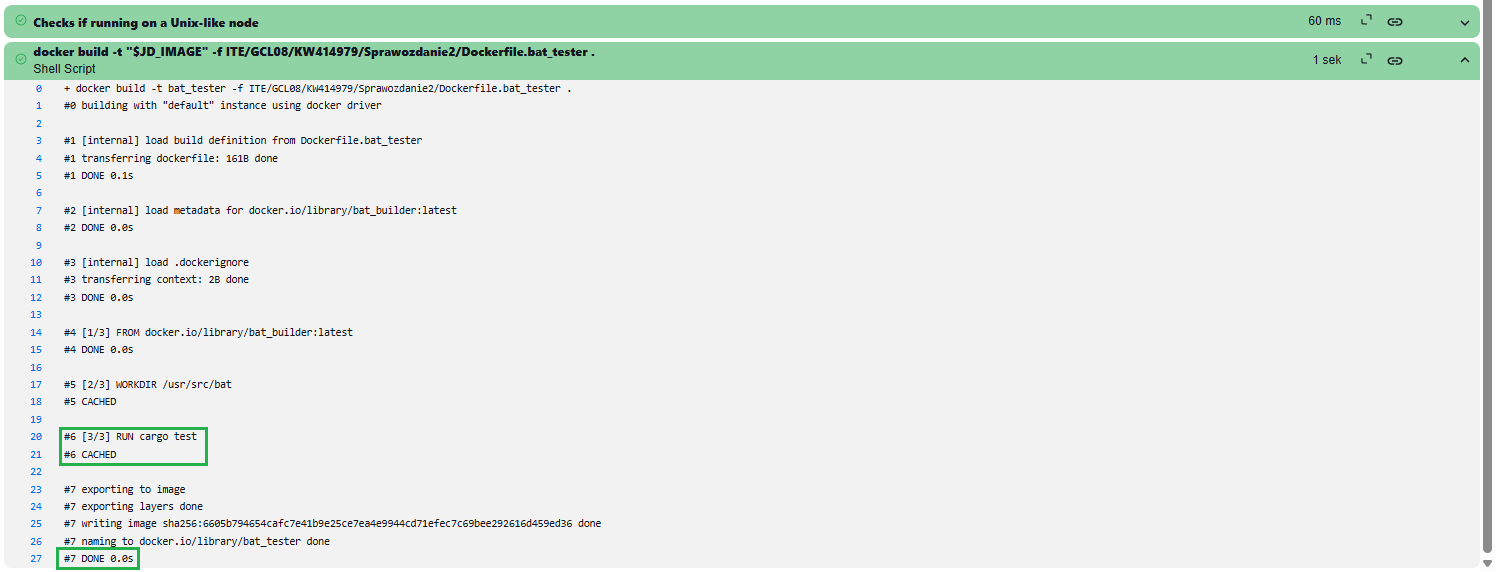 Checks if running on a Unix-like node 60 ms
docker build -t "$JD_IMAGE" -f ITE/GCL08/KW414979/Sprawozdanie2/Dockerfile.bat_tester . 1 sek
Shell Script
0 + docker build -t bat_tester -f ITE/GCL08/KW414979/Sprawozdanie2/Dockerfile.bat_tester .
1 #0 building with "default" instance using docker driver
2
3 #1 [internal] load build definition from Dockerfile.bat_tester
4 #1 transferring dockerfile: 161B done
5 #1 DONE 0.1s
6
7 #2 [internal] load metadata for docker.io/library/bat_builder:latest
8 #2 DONE 0.0s
9
10 #3 [internal] load .dockerignore
11 #3 transferring context: 2B done
12 #3 DONE 0.0s
13
14 #4 [1/3] FROM docker.io/library/bat_builder:latest
15 #4 DONE 0.0s
16
17 #5 [2/3] WORKDIR /usr/src/bat
18 #5 CACHED
19
20 #6 [3/3] RUN cargo test
21 #6 CACHED
22
23 #7 exporting to image
24 #7 exporting layers done
25 #7 writing image sha256:6605b794654cafc7e41b9e25ce7ea4e9944cd71efec7c69bee292616d459ed36 done
26 #7 naming to docker.io/library/bat_tester done
27 #7 DONE 0.0s